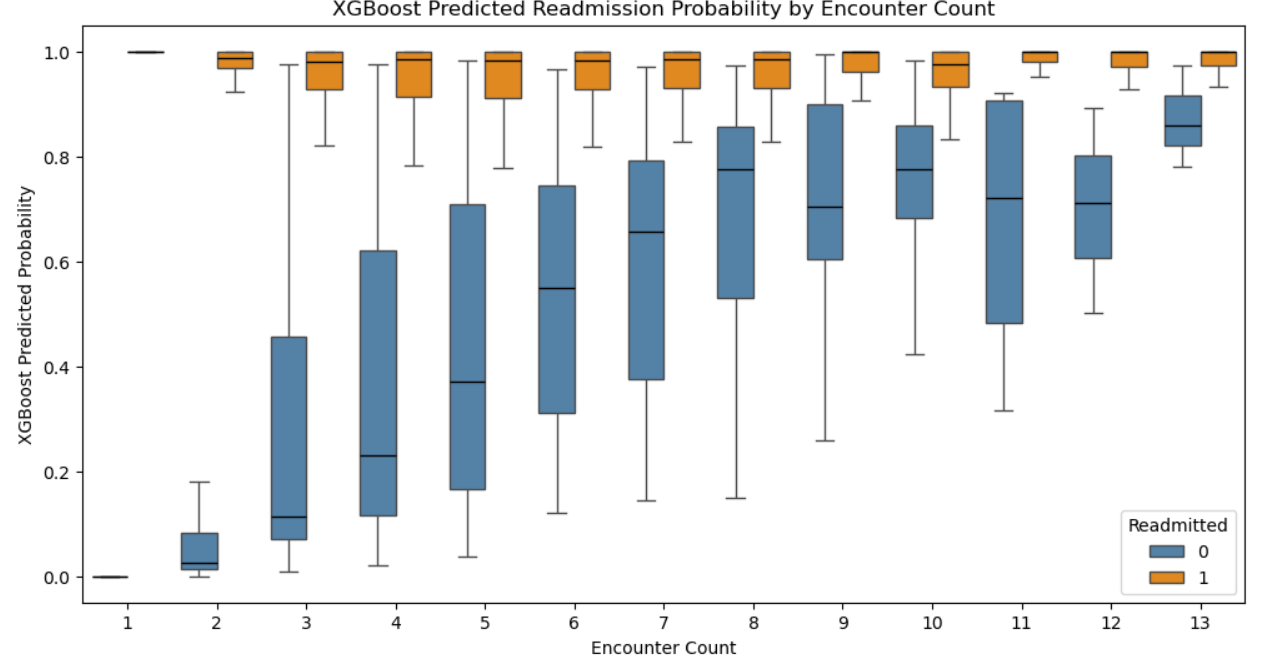 XGBoost Predicted Readmission Probability by Encounter Count
XGBoost Predicted Probability
1.0
0.8
0.6
0.4
0.2
0.0
Readmitted
0
1
1 2 3 4 5 6 7 8 9 10 11 12 13
Encounter Count